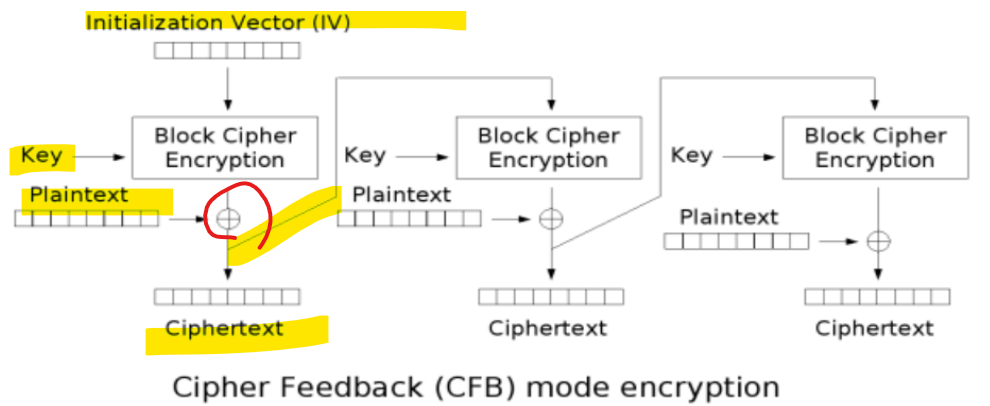 Initialization Vector (IV)
Block Cipher
Encryption
Block Cipher
Encryption
Block Cipher
Encryption
Key
Key
Key
Plaintext
Plaintext
Plaintext
Ciphertext
Ciphertext
Ciphertext
Cipher Feedback (CFB) mode encryption